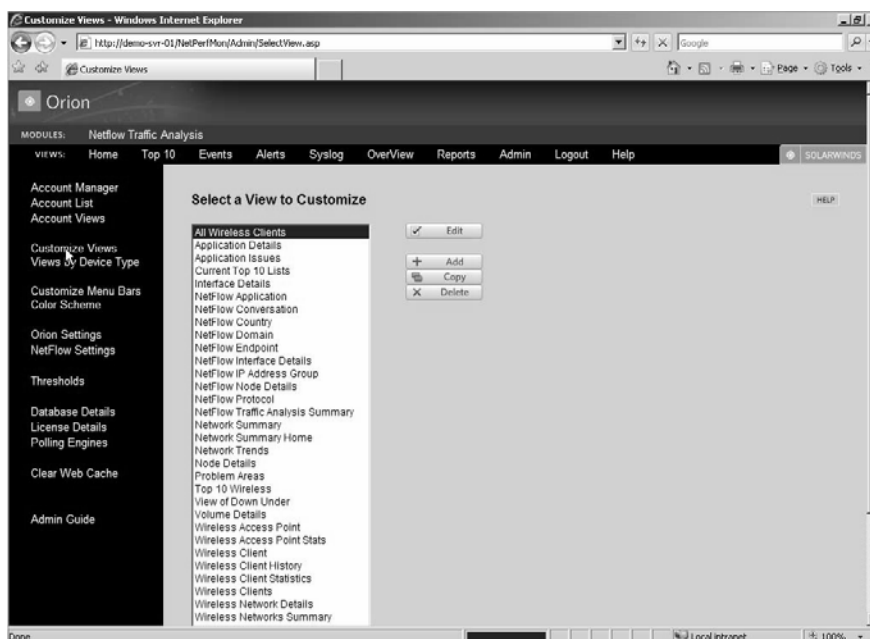 Customize Views - Windows Internet Explorer
http://demo-svr-01/NetPerfMon/Admin/SelectView.asp
Google
Customize Views
Page
Tools
Orion
MODULES: Netflow Traffic Analysis
VIEWS: Home Top 10 Events Alerts Syslog OverView Reports Admin Logout Help
SOLARWINDS
Account Manager
Account List
Account Views
Customize Views
Views by Device Type
Customize Menu Bars
Color Scheme
Orion Settings
NetFlow Settings
Thresholds
Database Details
License Details
Polling Engines
Clear Web Cache
Admin Guide
Select a View to Customize
HELP
All Wireless Clients
Application Details
Application Issues
Current Top 10 Lists
Interface Details
NetFlow Application
NetFlow Conversation
NetFlow Country
NetFlow Domain
NetFlow Endpoint
NetFlow Interface Details
NetFlow IP Address Group
NetFlow Node Details
NetFlow Protocol
NetFlow Traffic Analysis Summary
Network Summary
Network Summary Home
Network Trends
Node Details
Problem Areas
Top 10 Wireless
View of Down Under
Volume Details
Wireless Access Point
Wireless Access Point Stats
Wireless Client
Wireless Client History
Wireless Client Statistics
Wireless Clients
Wireless Network Details
Wireless Networks Summary
Edit
Add
Copy
Delete
Done
Local intranet
100%